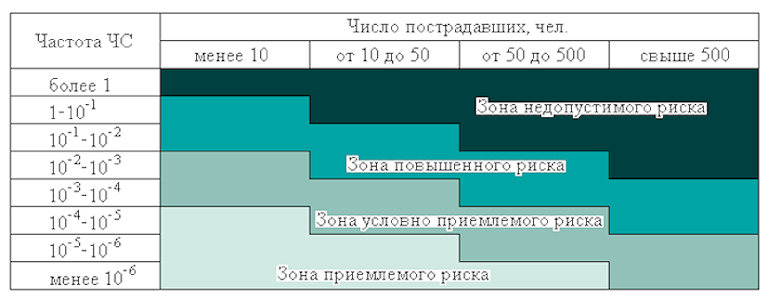 Частота ЧС
Число пострадавших, чел.
менее 10
от 10 до 50
от 50 до 500
свыше 500
более 1
1-10⁻¹
Зона недопустимого риска
10⁻¹-10⁻²
10⁻²-10⁻³
Зона повышенного риска
10⁻³-10⁻⁴
10⁻⁴-10⁻⁵
Зона условно приемлемого риска
10⁻⁵-10⁻⁶
менее 10⁻⁶
Зона приемлемого риска